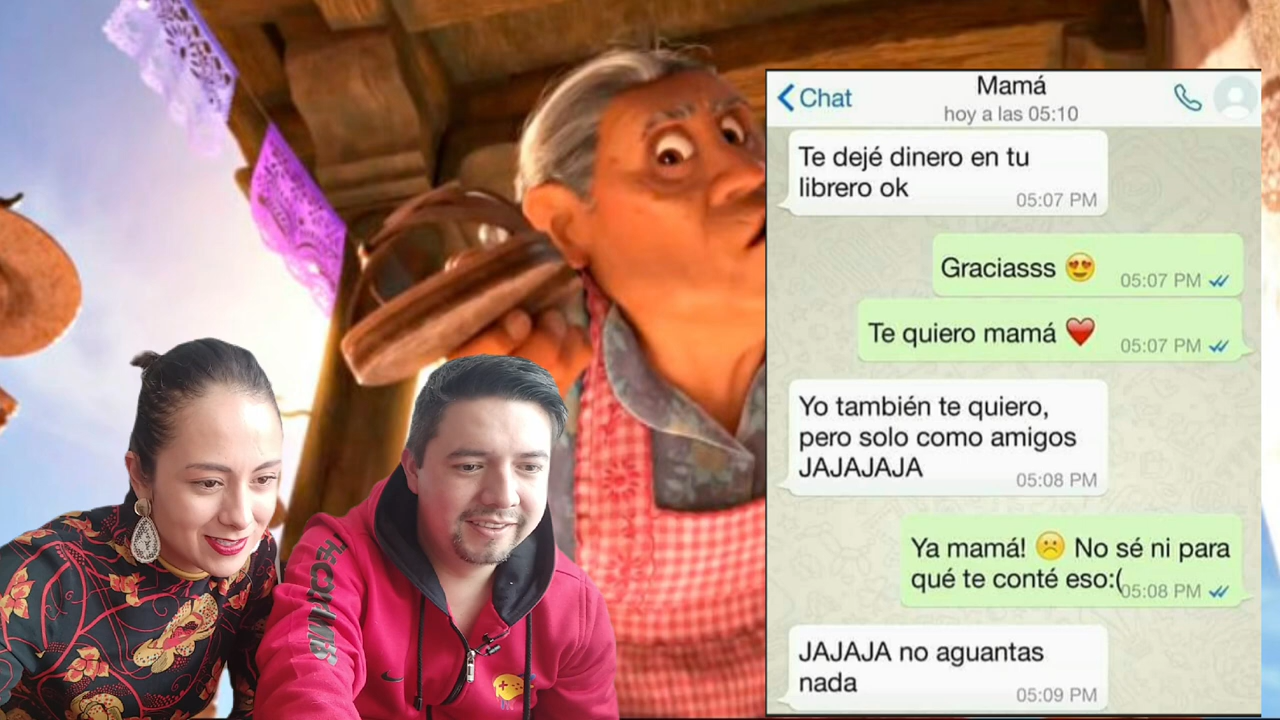 Chat
Mamá
hoy a las 05:10
Te dejé dinero en tu
librero ok
05:07 PM
Graciasss 😍
05:07 PM
Te quiero mamá ❤️
05:07 PM
Yo también te quiero,
pero solo como amigos
JAJAJAJA
05:08 PM
Ya mamá! ☹️ No sé ni para
qué te conté eso:(
05:08 PM
JAJAJA no aguantas
nada
05:09 PM